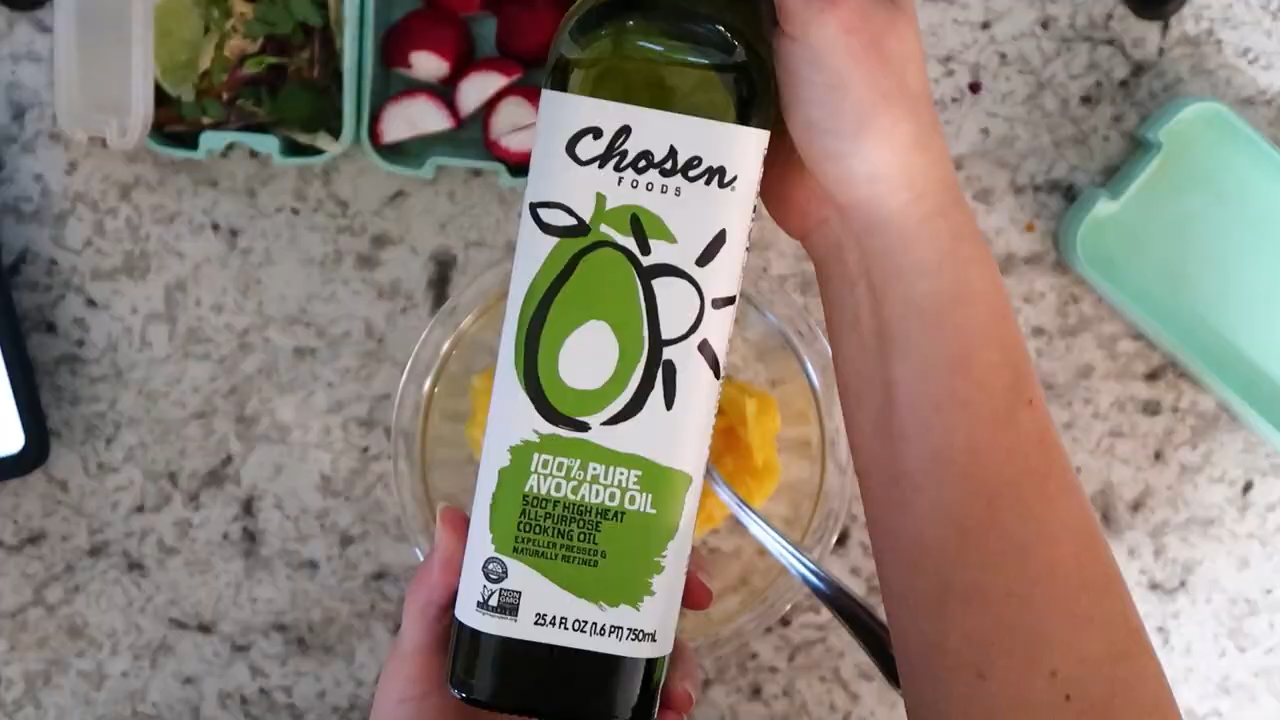 Chosen
FOODS
100% PURE
AVOCADO OIL
500°F HIGH HEAT
ALL-PURPOSE
COOKING OIL
EXPELLER PRESSED &
NATURALLY REFINED
NON
GMO
25.4 FL OZ (1.6 PT) 750mL